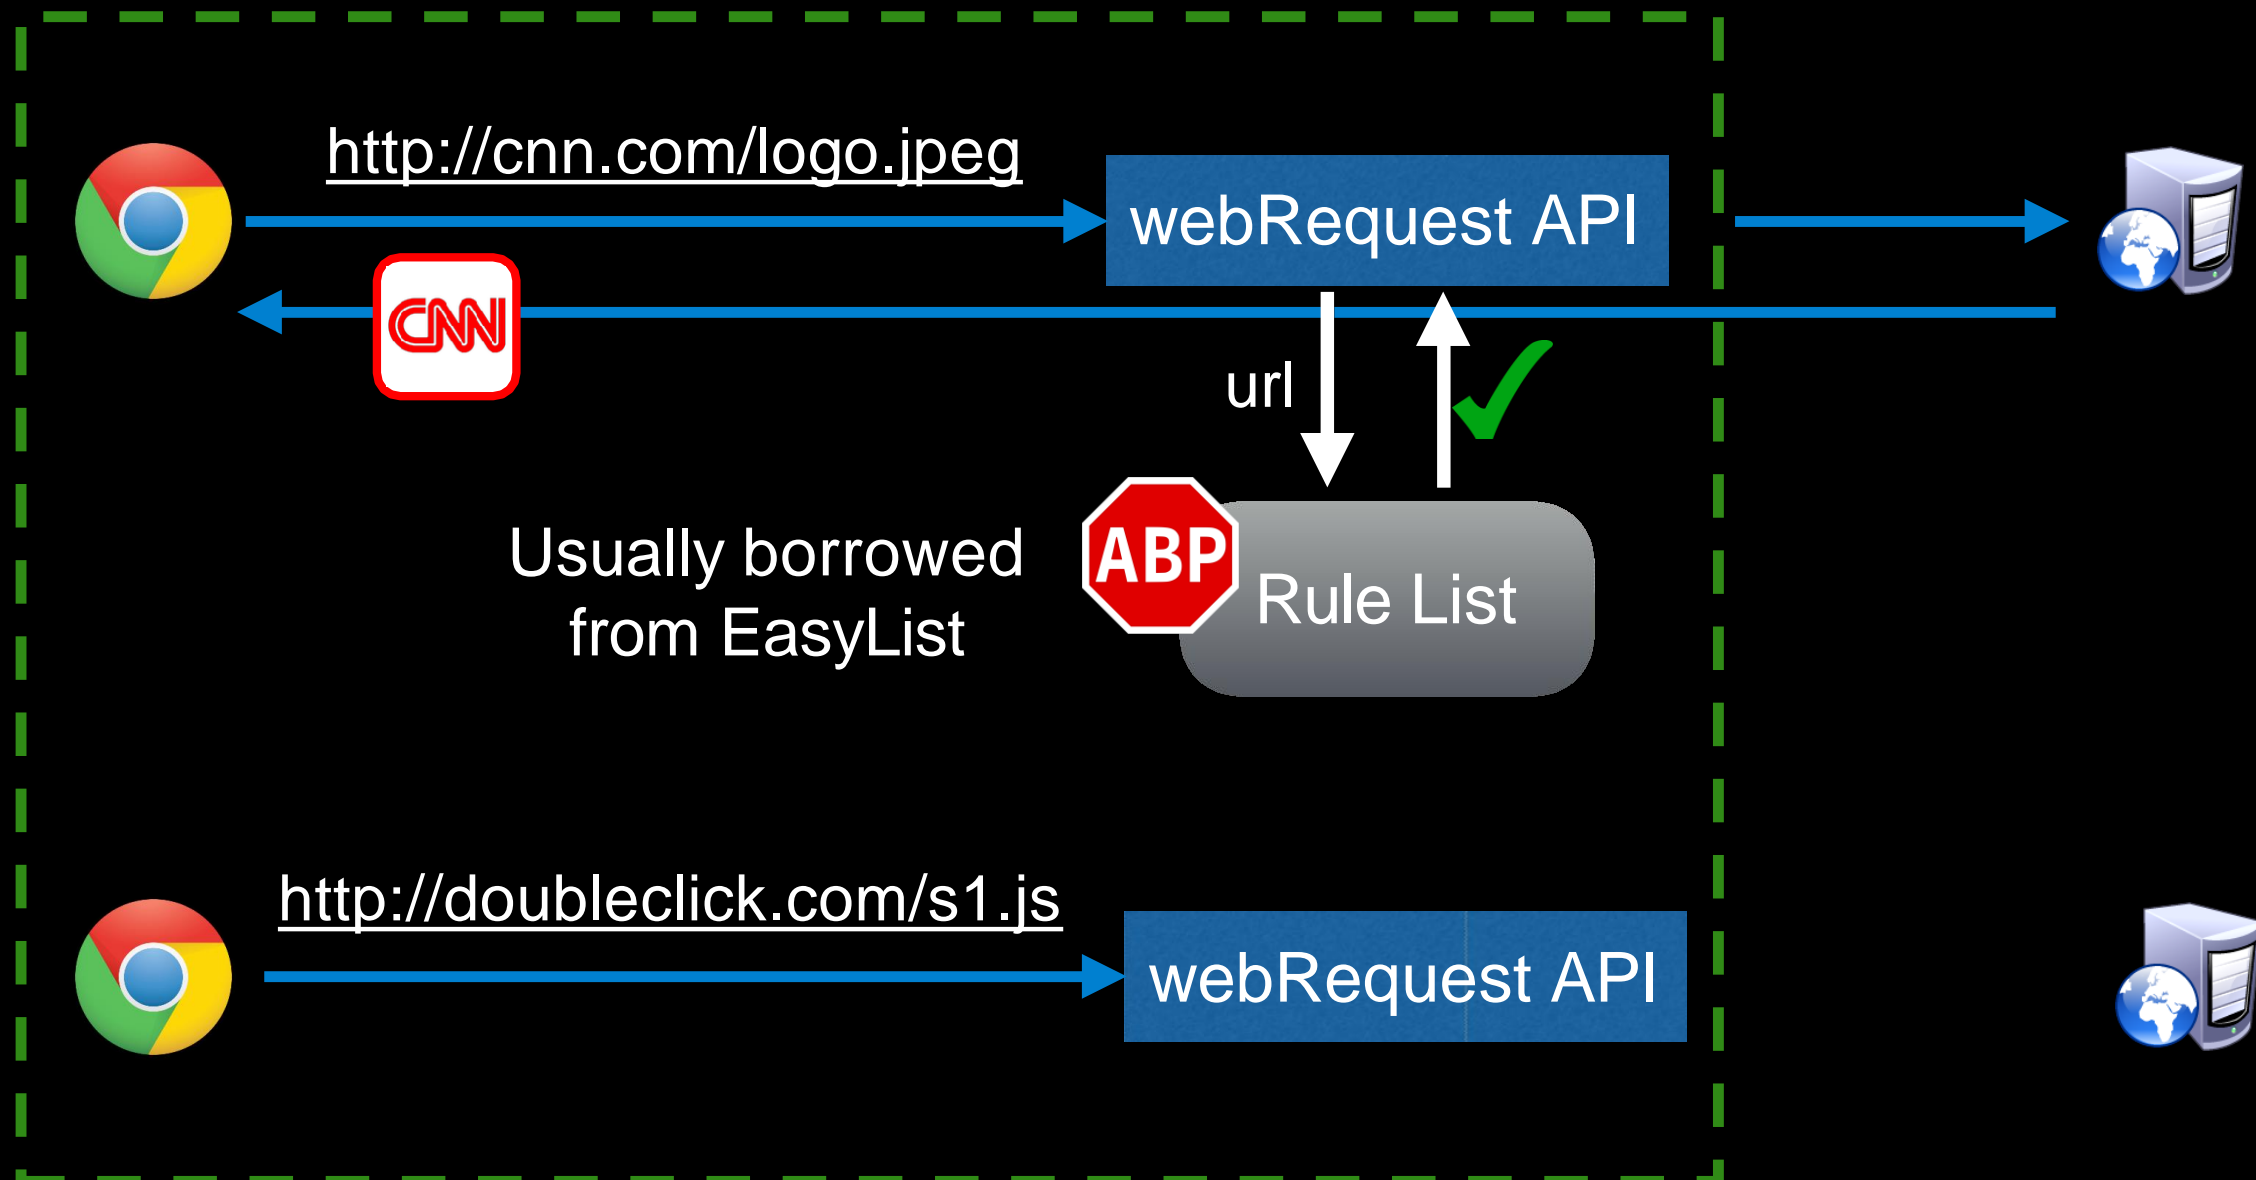 http://cnn.com/logo.jpeg
webRequest API
CNN
url
ABP
Rule List
Usually borrowed
from EasyList
http://doubleclick.com/s1.js
webRequest API